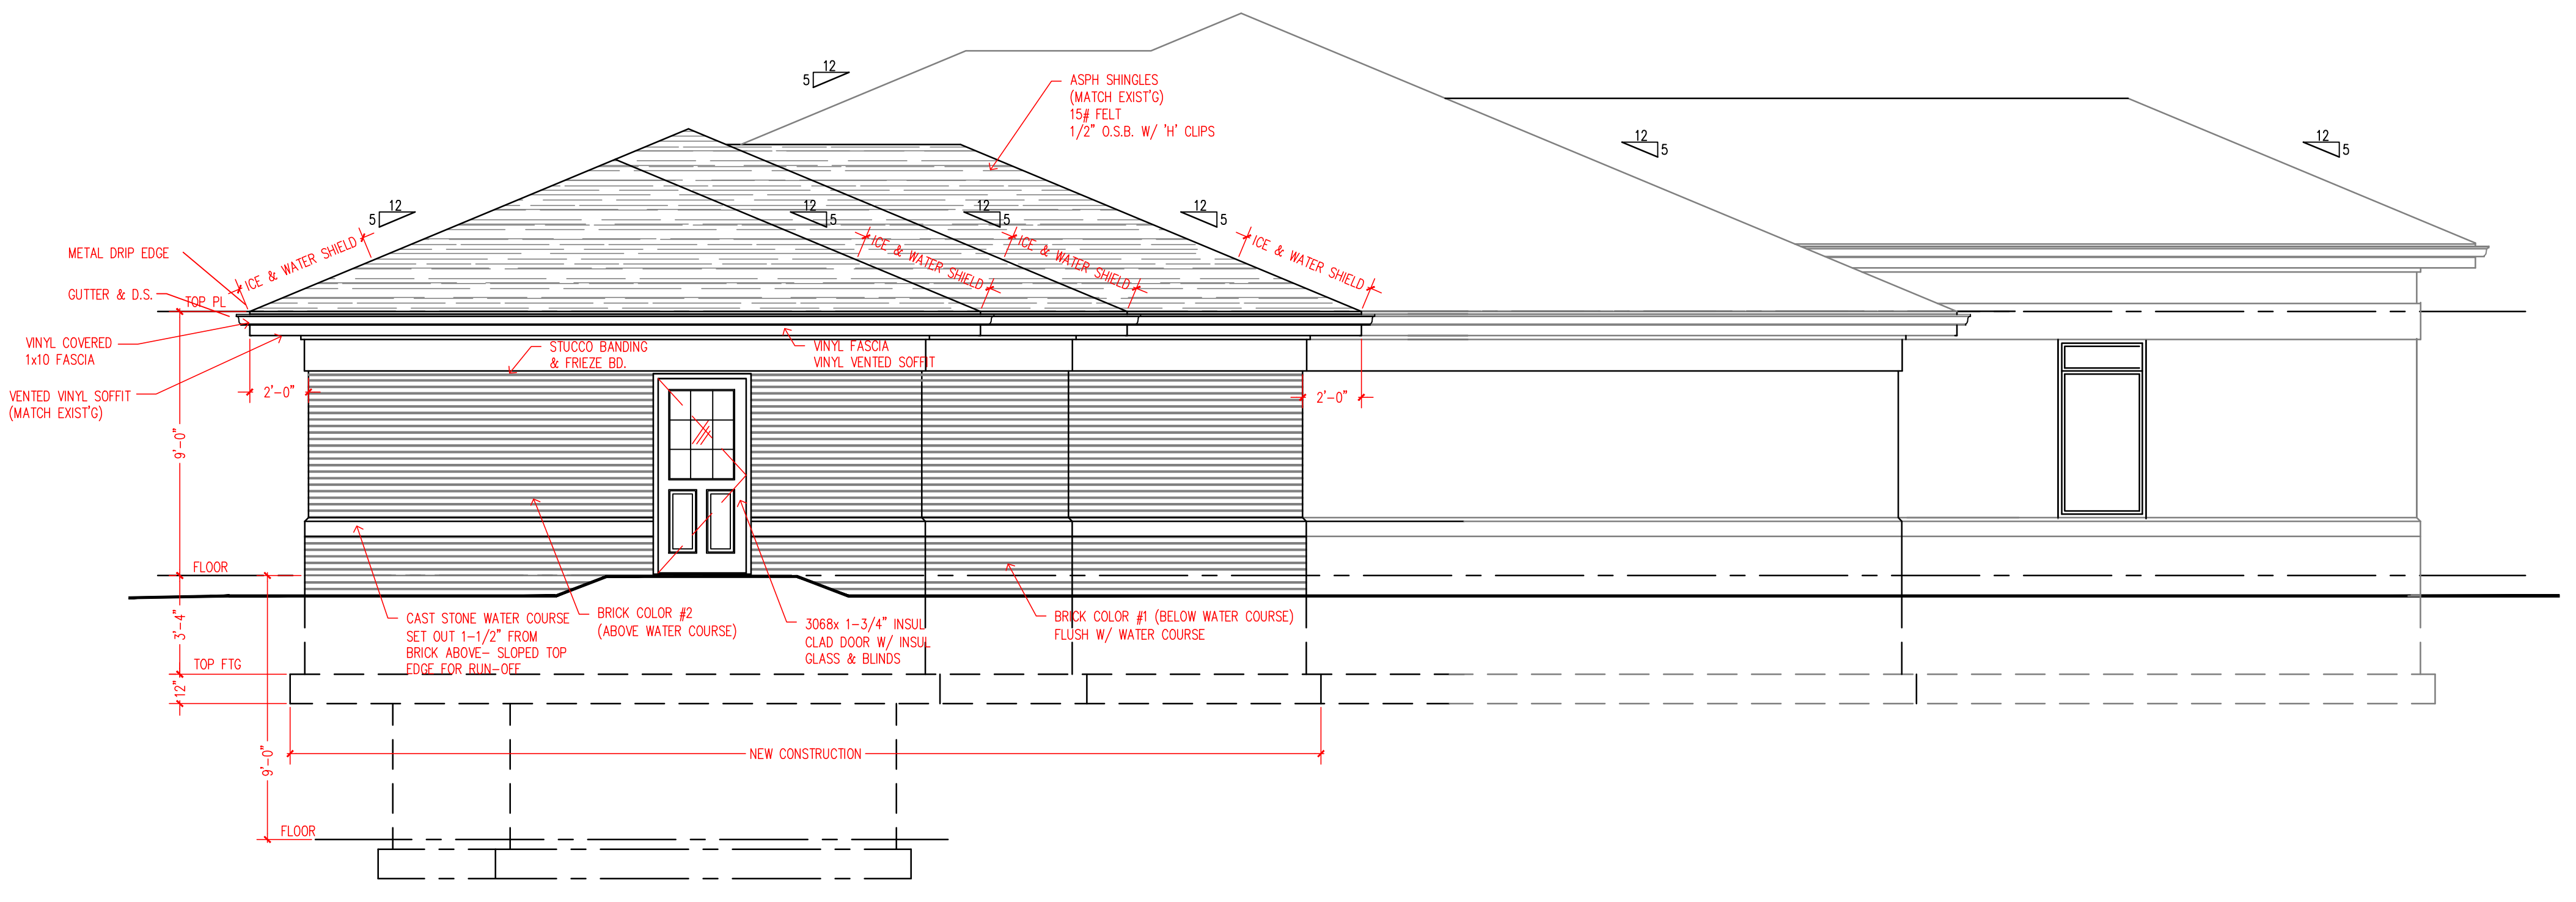 12
5
ASPH SHINGLES
(MATCH EXIST'G)
15# FELT
1/2" O.S.B. W/ 'H' CLIPS
12
5
12
5
12
5
12
5
12
5
12
5
METAL DRIP EDGE
ICE & WATER SHIELD
ICE & WATER SHIELD
ICE & WATER SHIELD
ICE & WATER SHIELD
GUTTER & D.S.
TOP PL
VINYL COVERED
1x10 FASCIA
STUCCO BANDING
& FRIEZE BD.
VINYL FASCIA
VINYL VENTED SOFFIT
VENTED VINYL SOFFIT
(MATCH EXIST'G)
2'-0"
2'-0"
9'-0"
FLOOR
3'-4"
CAST STONE WATER COURSE
SET OUT 1-1/2" FROM
BRICK ABOVE- SLOPED TOP
EDGE FOR RUN-OFF
BRICK COLOR #2
(ABOVE WATER COURSE)
3068x 1-3/4" INSUL
CLAD DOOR W/ INSUL
GLASS & BLINDS
BRICK COLOR #1 (BELOW WATER COURSE)
FLUSH W/ WATER COURSE
TOP FTG
12"
9'-0"
NEW CONSTRUCTION
FLOOR